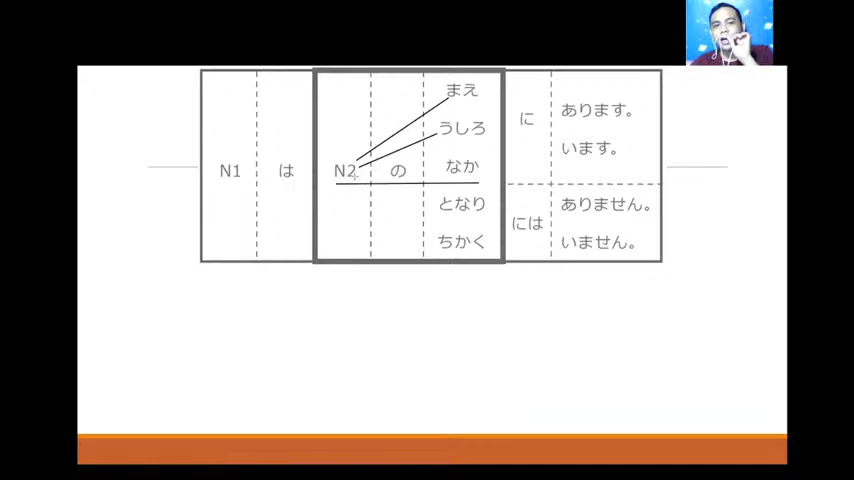 N1
は
N2
の
まえ
うしろ
なか
となり
ちかく
に
には
あります。
います。
ありません。
いません。